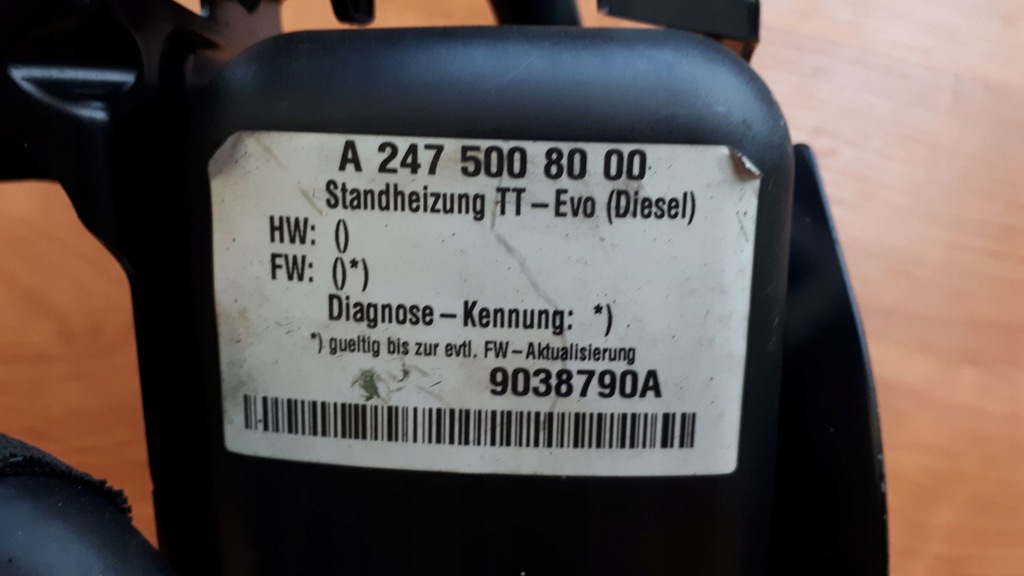 A 247 500 80 00
Standheizung TT-Evo (Diesel)
HW: ()
FW: ()*)
Diagnose-Kennung: *)
*) gueltig bis zur evtl. FW-Aktualisierung
9038790A